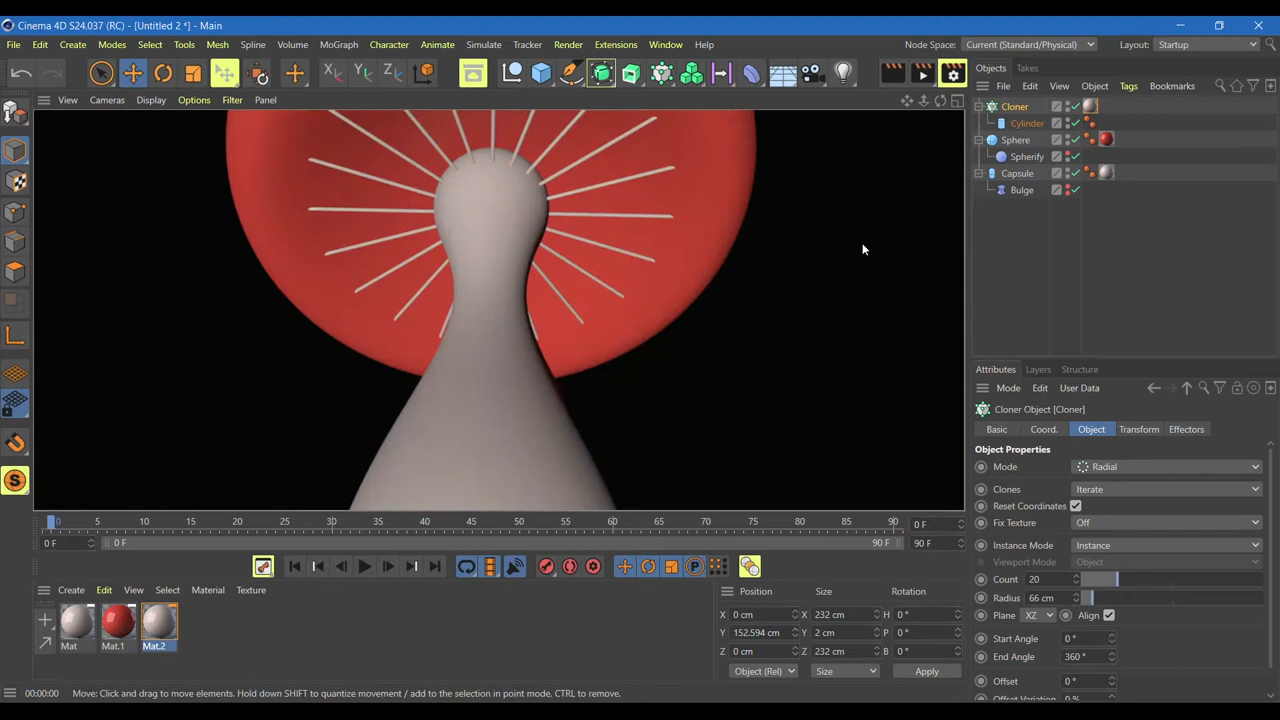 Cinema 4D S24.037 (RC) - [Untitled 2 *] - Main
File Edit Create Modes Select Tools Mesh Spline Volume MoGraph Character Animate Simulate Tracker Render Extensions Window Help Node Space: Current (Standard/Physical) Layout: Startup
X Y Z
Objects Takes
File Edit View Object Tags Bookmarks
View Cameras Display Options Filter Panel
Cloner
Cylinder
Sphere
Spherify
Capsule
Bulge
Attributes Layers Structure
Mode Edit User Data
Cloner Object [Cloner]
Basic Coord. Object Transform Effectors
Object Properties
Mode Radial
Clones Iterate
Reset Coordinates
Fix Texture Off
Instance Mode Instance
Viewport Mode Object
Count 20
Radius 66 cm
Plane XZ Align
Start Angle 0 °
End Angle 360 °
Offset 0 °
Offset Variation 0 %
0 5 10 15 20 25 30 35 40 45 50 55 60 65 70 75 80 85 90 0 F
0 F 0 F 90 F 90 F
P
Create Edit View Select Material Texture
Mat Mat.1 Mat.2
Position Size Rotation
X 0 cm X 232 cm H 0 °
Y 152.594 cm Y 2 cm P 0 °
Z 0 cm Z 232 cm B 0 °
Object (Rel) Size Apply
S
00:00:00 Move: Click and drag to move elements. Hold down SHIFT to quantize movement / add to the selection in point mode, CTRL to remove.